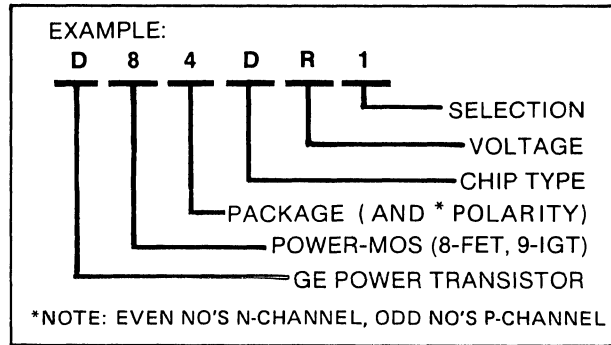 EXAMPLE:
D 8 4 D R 1
SELECTION
VOLTAGE
CHIP TYPE
PACKAGE (AND * POLARITY)
POWER-MOS (8-FET, 9-IGT)
GE POWER TRANSISTOR
*NOTE: EVEN NO'S N-CHANNEL, ODD NO'S P-CHANNEL